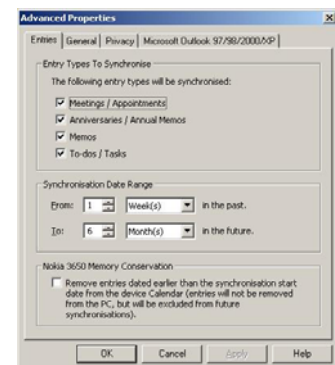 Advanced Properties
Entries General Privacy Microsoft Outlook 97/98/2000/XP
Entry Types To Synchronise
The following entry types will be synchronised:
Meetings / Appointments
Anniversaries / Annual Memos
Memos
To-dos / Tasks
Synchronisation Date Range
From: 1 Week(s) in the past.
To: 6 Month(s) in the future.
Nokia 3650 Memory Conservation
Remove entries dated earlier than the synchronisation start
date from the device Calendar (entries will not be removed
from the PC, but will be excluded from future
synchronisations).
OK Cancel Apply Help